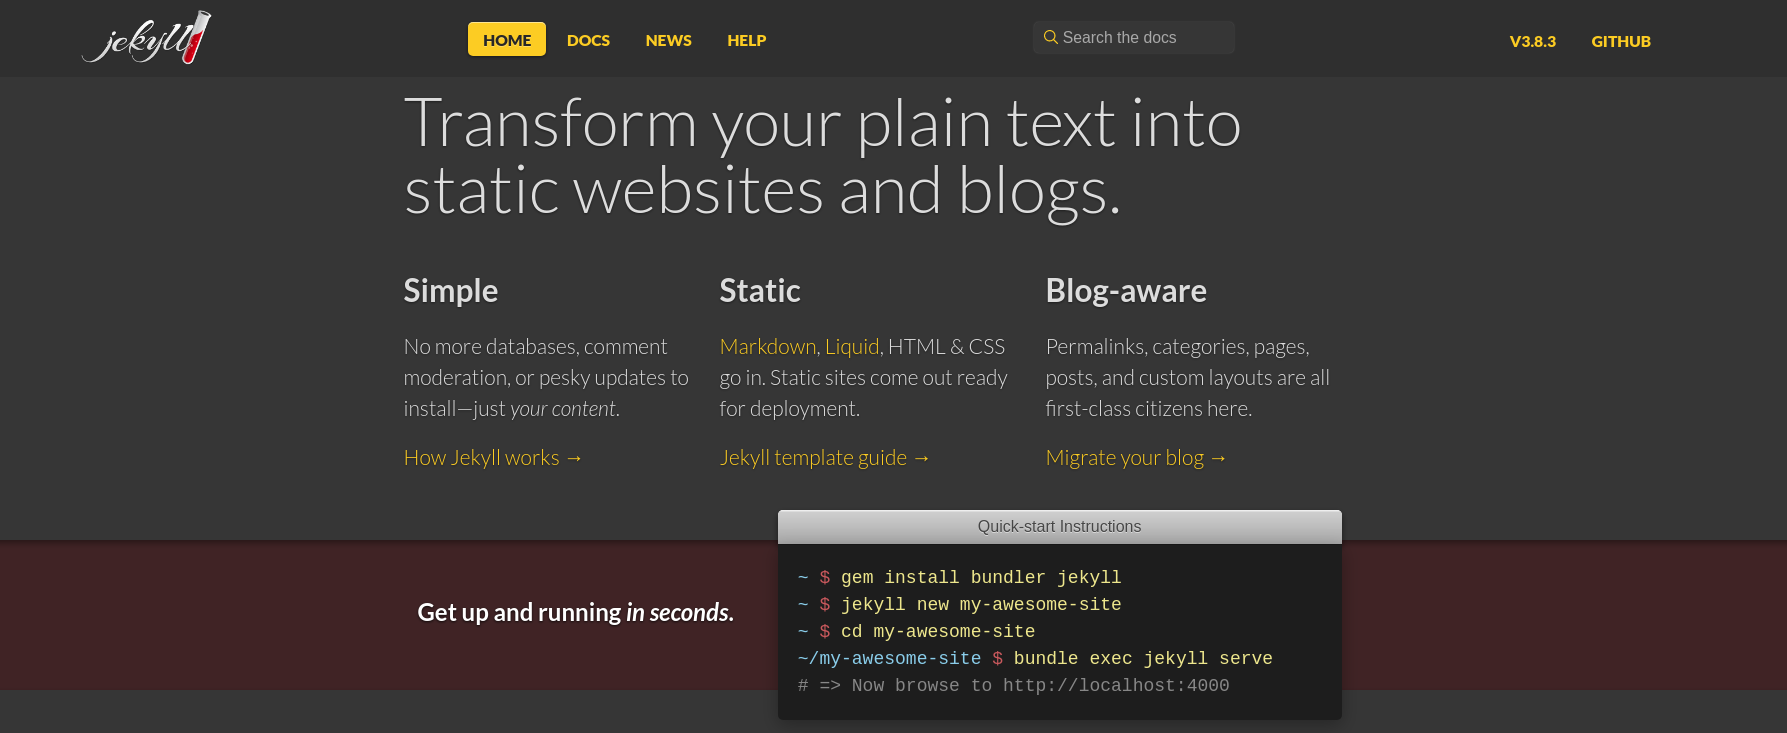 jekyll
HOME
DOCS
NEWS
HELP
Search the docs
V3.8.3
GITHUB
Transform your plain text into
static websites and blogs.
Simple
No more databases, comment
moderation, or pesky updates to
install—just your content.
How Jekyll works →
Static
Markdown, Liquid, HTML & CSS
go in. Static sites come out ready
for deployment.
Jekyll template guide →
Blog-aware
Permalinks, categories, pages,
posts, and custom layouts are all
first-class citizens here.
Migrate your blog →
Get up and running in seconds.
Quick-start Instructions
~ $ gem install bundler jekyll
~ $ jekyll new my-awesome-site
~ $ cd my-awesome-site
~/my-awesome-site $ bundle exec jekyll serve
# => Now browse to http://localhost:4000